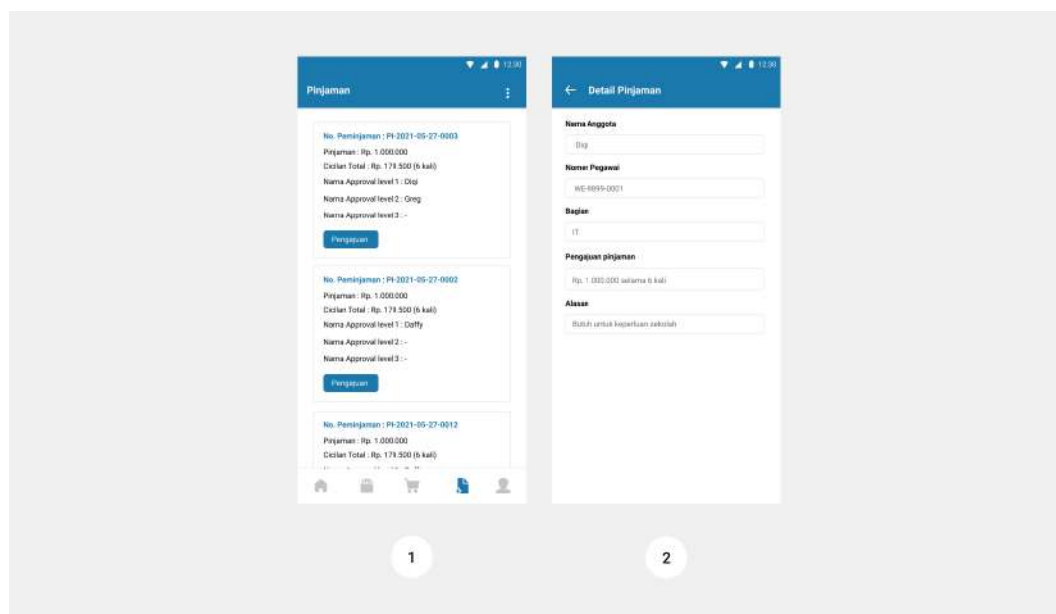 12:30
Pinjaman
No. Peminjaman : PI-2021-05-27-0003
Pinjaman : Rp. 1.000.000
Cicilan Total : Rp. 179.500 (6 kali)
Nama Approval level 1 : Diqi
Nama Approval level 2 : Greg
Nama Approval level 3 : -
Pengajuan
No. Peminjaman : PI-2021-05-27-0002
Pinjaman : Rp. 1.000.000
Cicilan Total : Rp. 179.500 (6 kali)
Nama Approval level 1 : Daffy
Nama Approval level 2 : -
Nama Approval level 3 : -
Pengajuan
No. Peminjaman : PI-2021-05-27-0012
Pinjaman : Rp. 1.000.000
Cicilan Total : Rp. 179.500 (6 kali)
1
12:30
Detail Pinjaman
Nama Anggota
Diqi
Nomer Pegawai
WE-9899-0001
Bagian
IT
Pengajuan pinjaman
Rp. 1.000.000 selama 6 kali
Alasan
Butuh untuk keperluan sekolah
2